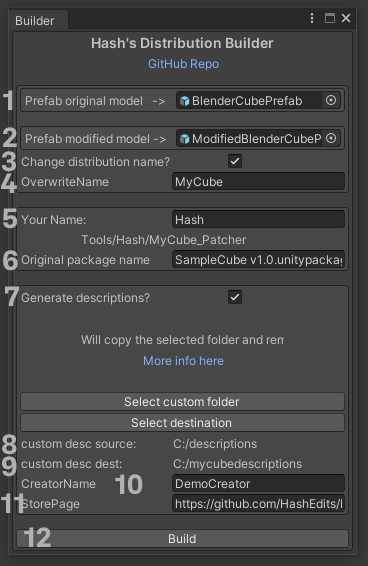 Builder
Hash's Distribution Builder
GitHub Repo
1 Prefab original model -> BlenderCubePrefab
2 Prefab modified model -> ModifiedBlenderCubeP
3 Change distribution name?
4 OverwriteName MyCube
5 Your Name: Hash
Tools/Hash/MyCube_Patcher
6 Original package name SampleCube v1.0.unitypackag
7 Generate descriptions?
Will copy the selected folder and rem
More info here
Select custom folder
Select destination
8 custom desc source: C:/descriptions
9 custom desc dest: C:/mycubedescriptions
CreatorName 10 DemoCreator
11 StorePage https://github.com/HashEdits/
12 Build